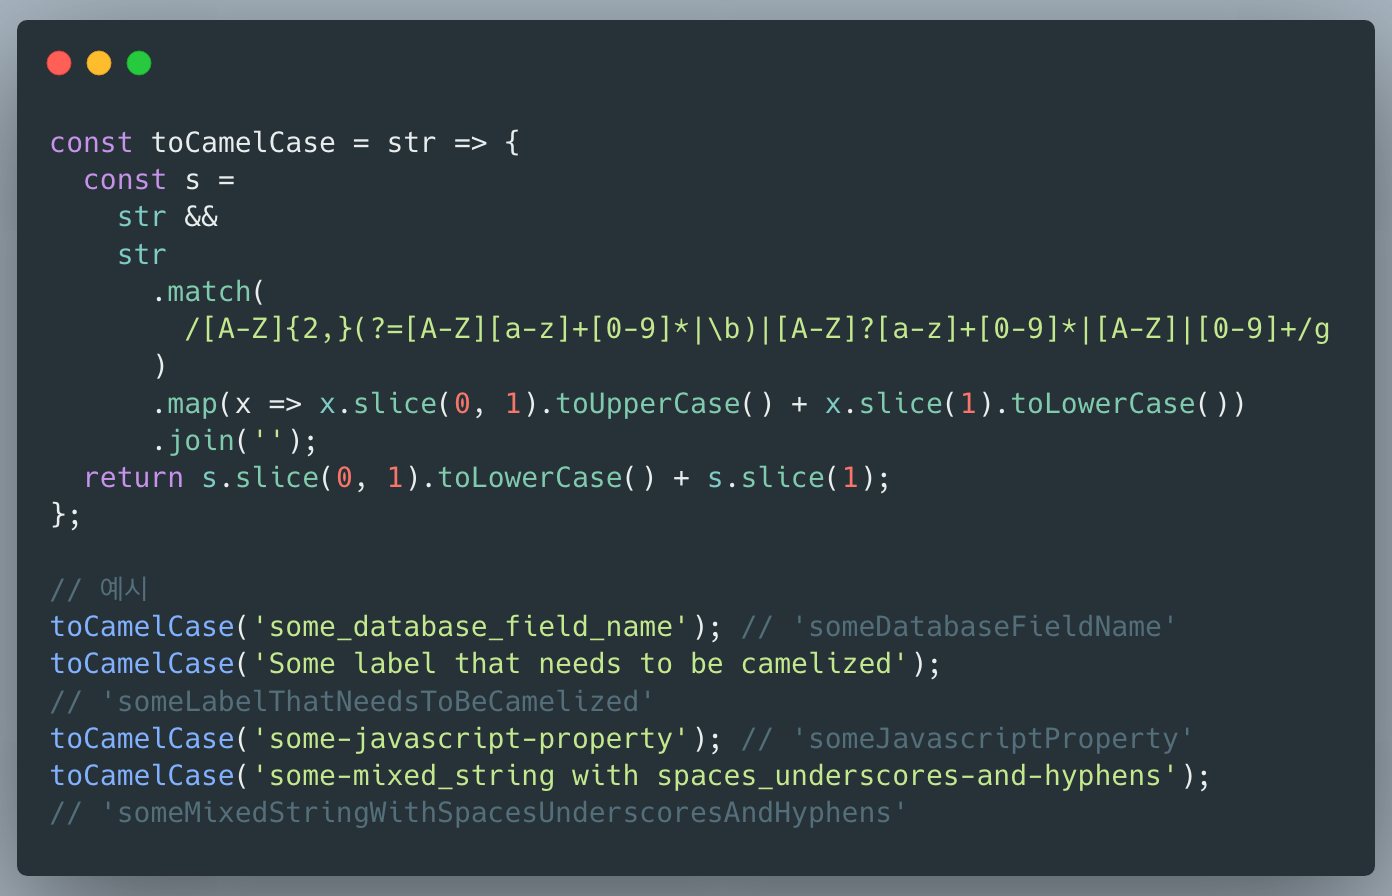 const toCamelCase = str => {
  const s =
    str &&
    str
      .match(
        /[A-Z]{2,}(?=[A-Z][a-z]+[0-9]*|\b)|[A-Z]?[a-z]+[0-9]*|[A-Z]|[0-9]+/g
      )
      .map(x => x.slice(0, 1).toUpperCase() + x.slice(1).toLowerCase())
      .join('');
  return s.slice(0, 1).toLowerCase() + s.slice(1);
};

// 예시
toCamelCase('some_database_field_name'); // 'someDatabaseFieldName'
toCamelCase('Some label that needs to be camelized');
// 'someLabelThatNeedsToBeCamelized'
toCamelCase('some-javascript-property'); // 'someJavascriptProperty'
toCamelCase('some-mixed_string with spaces_underscores-and-hyphens');
// 'someMixedStringWithSpacesUnderscoresAndHyphens'